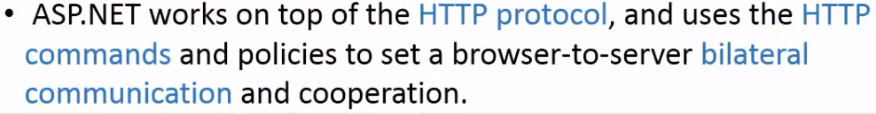 • ASP.NET works on top of the HTTP protocol, and uses the HTTP
commands and policies to set a browser-to-server bilateral
communication and cooperation.